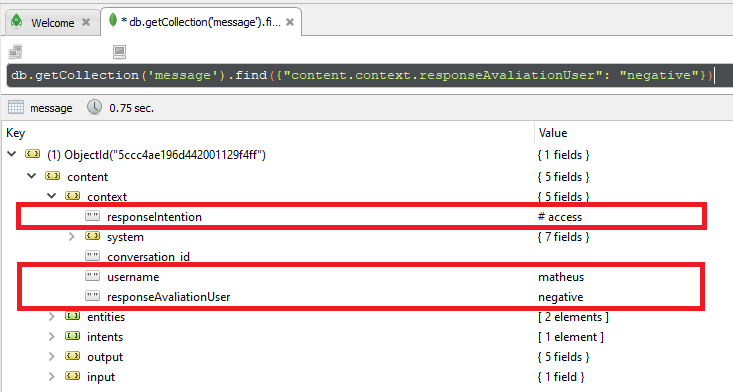 Welcome
* db.getCollection('message').fi...
db.getCollection('message').find({"content.context.responseAvaliationUser": "negative"})
message 0.75 sec.
Key Value
(1) ObjectId("5ccc4ae196d442001129f4ff") { 1 fields }
content { 5 fields }
context { 5 fields }
responseIntention # access
system { 7 fields }
conversation_id
username matheus
responseAvaliationUser negative
entities [ 2 elements ]
intents [ 1 element ]
output { 5 fields }
input { 1 field }